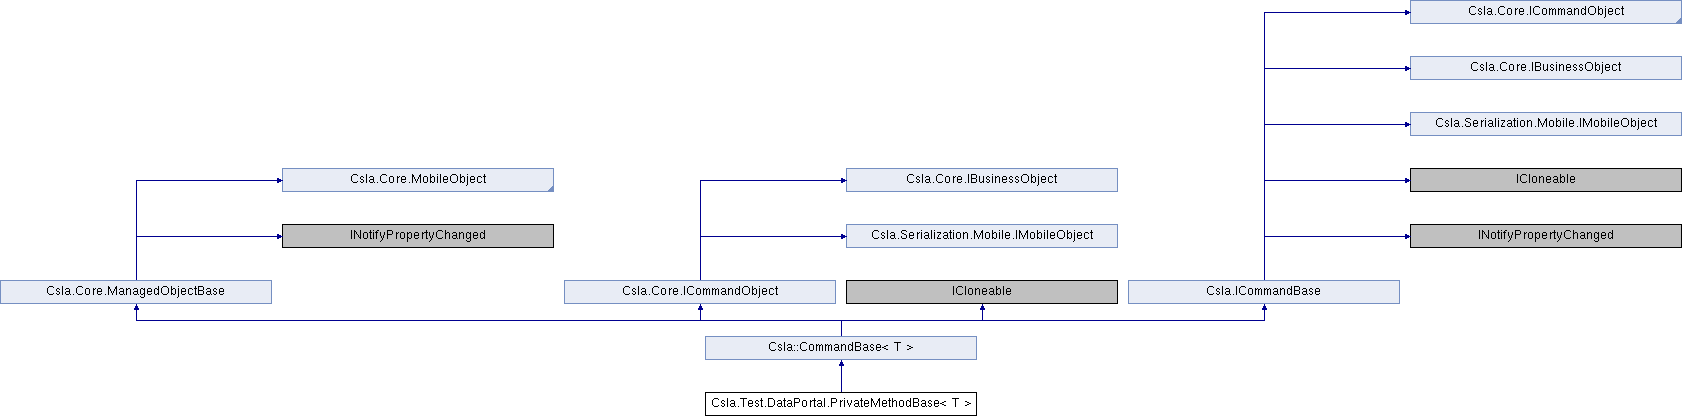 Csla.Core.ICommandObject
Csla.Core.IBusinessObject
Csla.Serialization.Mobile.IMobileObject
Csla.Core.MobileObject
Csla.Core.IBusinessObject
ICloneable
INotifyPropertyChanged
Csla.Serialization.Mobile.IMobileObject
INotifyPropertyChanged
Csla.Core.ManagedObjectBase
Csla.Core.ICommandObject
ICloneable
Csla.ICommandBase
Csla::CommandBase< T >
Csla.Test.DataPortal.PrivateMethodBase< T >